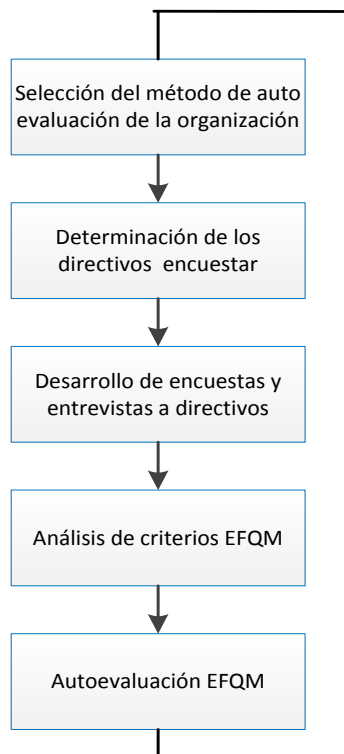 Selección del método de auto
evaluación de la organización
Determinación de los
directivos encuestar
Desarrollo de encuestas y
entrevistas a directivos
Análisis de criterios EFQM
Autoevaluación EFQM